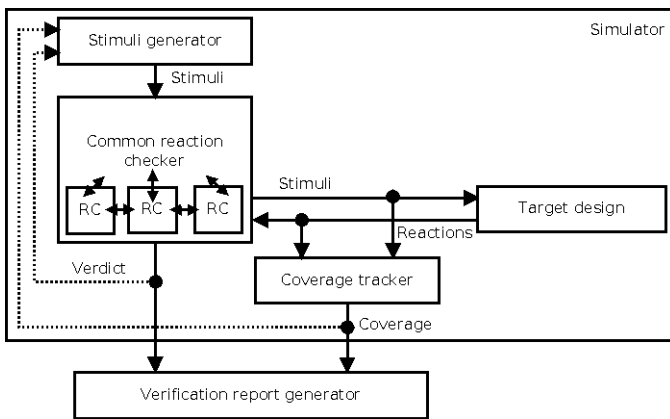 Stimuli generator
Simulator
Stimuli
Common reaction
checker
RC
RC
RC
Stimuli
Target design
Reactions
Verdict
Coverage tracker
Coverage
Verification report generator